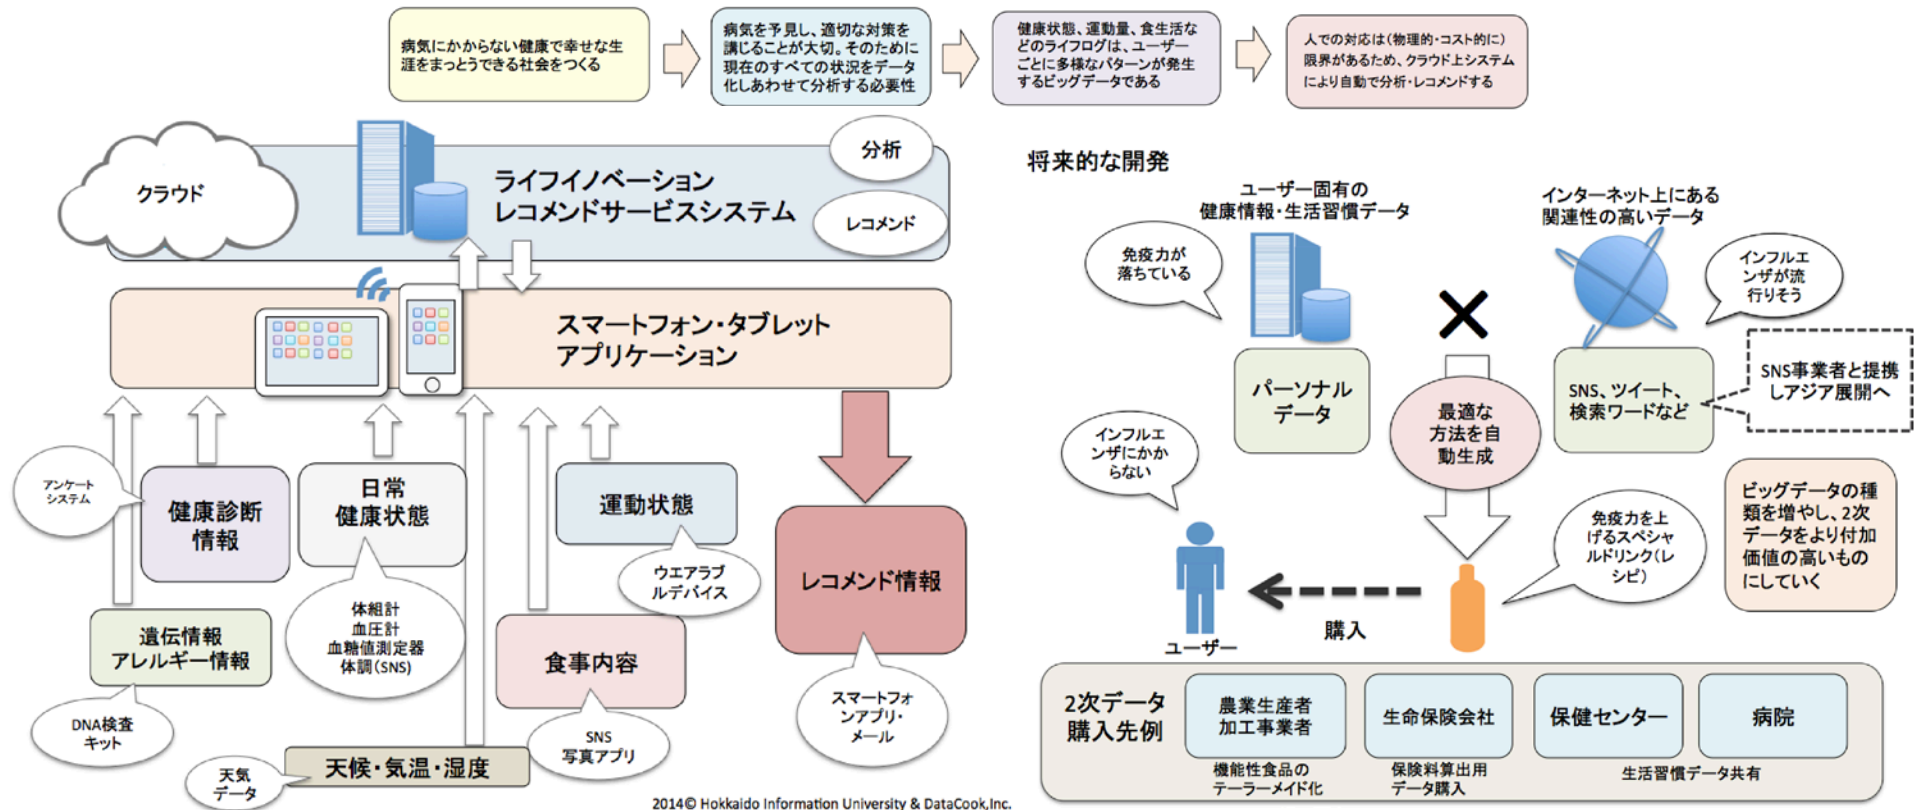 病気にかからない健康で幸せな生
涯をまっとうできる社会をつくる
病気を予見し、適切な対策を
講じることが大切。そのために
現在のすべての状況をデータ
化しあわせて分析する必要性
健康状態、運動量、食生活な
どのライフログは、ユーザー
ごとに多様なパターンが発生
するビッグデータである
人での対応は(物理的・コスト的に)
限界があるため、クラウド上システム
により自動で分析・レコメンドする
クラウド
ライフイノベーション
レコメンドサービスシステム
分析
レコメンド
スマートフォン・タブレット
アプリケーション
アンケート
システム
健康診断
情報
日常
健康状態
運動状態
ウエアラブ
ルデバイス
体組計
血圧計
血糖値測定器
体調(SNS)
遺伝情報
アレルギー情報
DNA検査
キット
食事内容
SNS
写真アプリ
天候・気温・湿度
天気
データ
レコメンド情報
スマートフォ
ンアプリ・
メール
将来的な開発
ユーザー固有の
健康情報・生活習慣データ
インターネット上にある
関連性の高いデータ
免疫力が
落ちている
インフルエ
ンザが流
行りそう
パーソナル
データ
SNS、ツイート、
検索ワードなど
SNS事業者と提携
しアジア展開へ
最適な
方法を自
動生成
インフルエ
ンザにかか
らない
免疫力を上
げるスペシャ
ルドリンク(レ
シピ)
ビッグデータの種
類を増やし、2次
データをより付加
価値の高いもの
にしていく
購入
ユーザー
2次データ
購入先例
農業生産者
加工事業者
生命保険会社
保健センター
病院
機能性食品の
テーラーメイド化
保険料算出用
データ購入
生活習慣データ共有
2014© Hokkaido Information University & DataCook,Inc.